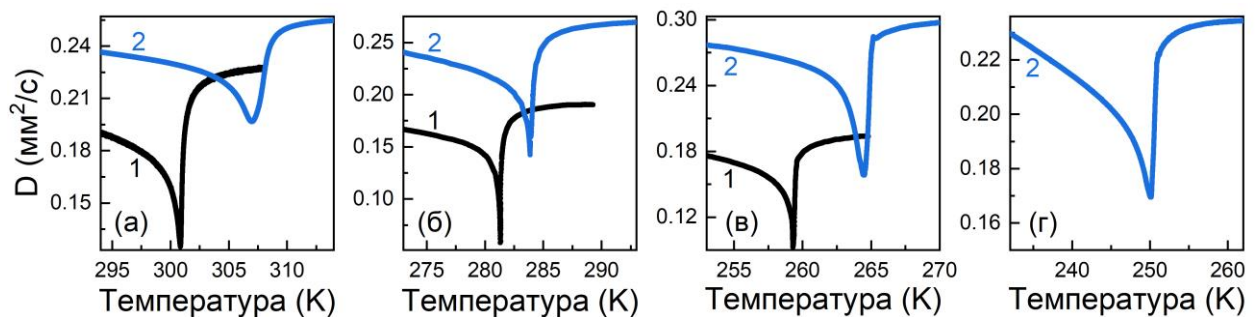 D (мм²/с)
0.24
0.21
0.18
0.15
2
1
(а)
295 300 305 310
Температура (K)
0.25
0.20
0.15
0.10
2
1
(б)
275 280 285 290
Температура (K)
0.30
0.24
0.18
0.12
2
1
(в)
255 260 265 270
Температура (K)
0.22
0.20
0.18
0.16
2
(г)
240 250 260
Температура (K)